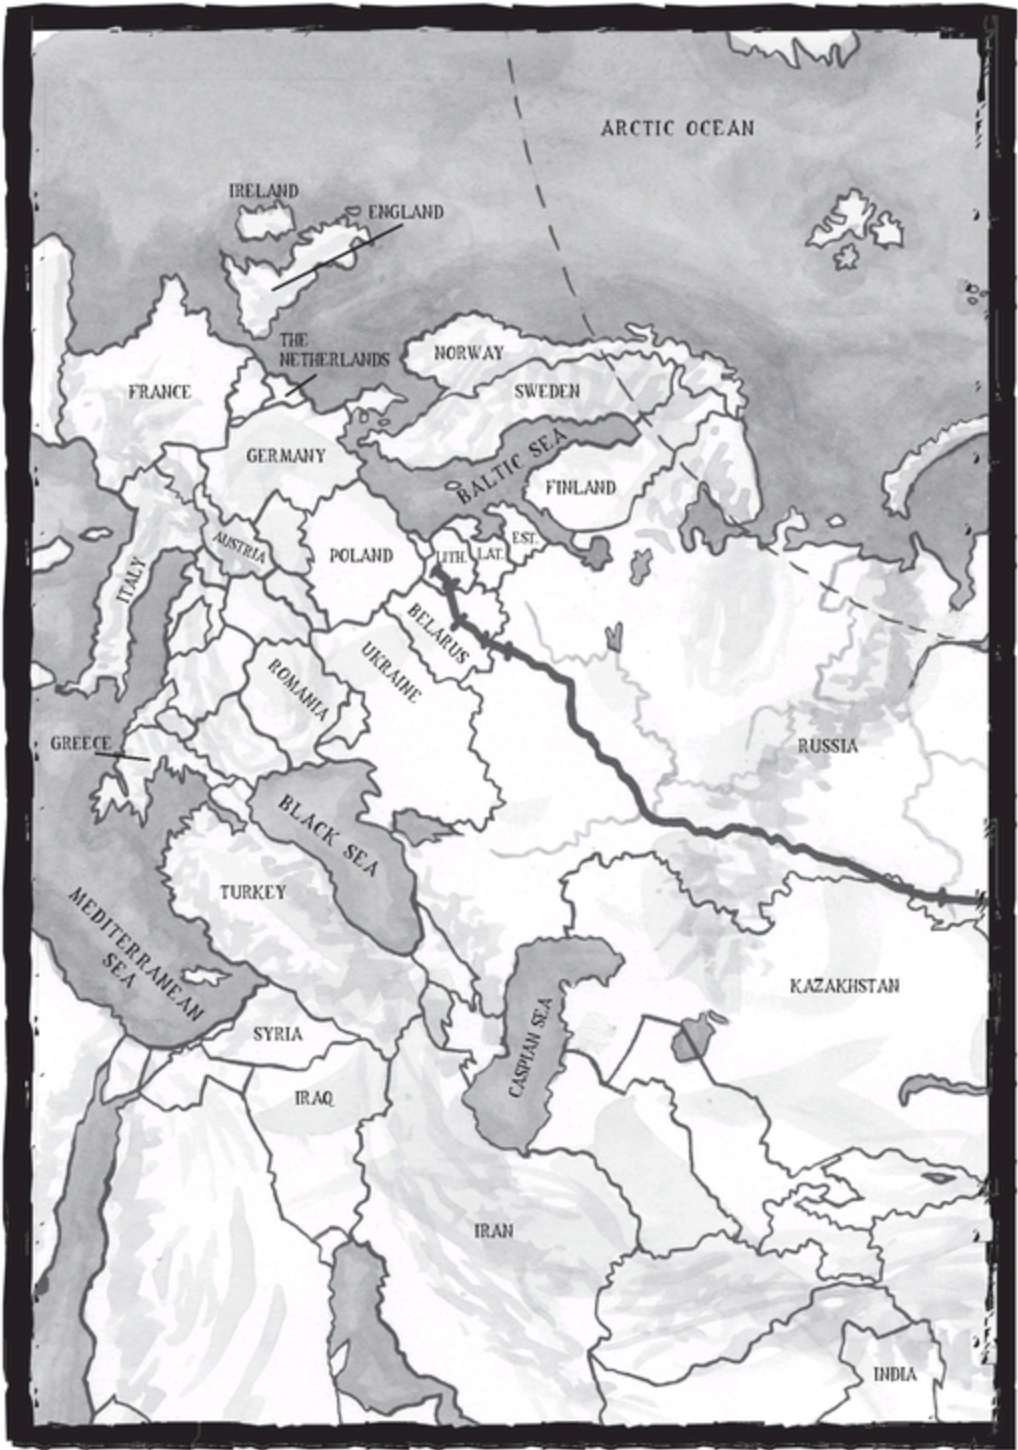 ARCTIC OCEAN
IRELAND
ENGLAND
THE
NETHERLANDS
NORWAY
FRANCE
SWEDEN
GERMANY
BALTIC SEA
FINLAND
EST.
LITH.
LAT.
AUSTRIA
POLAND
ITALY
BELARUS
UKRAINE
ROMANIA
GREECE
RUSSIA
BLACK SEA
TURKEY
MEDITERRANEAN
SEA
KAZAKHSTAN
SYRIA
CASPIAN SEA
IRAQ
IRAN
INDIA